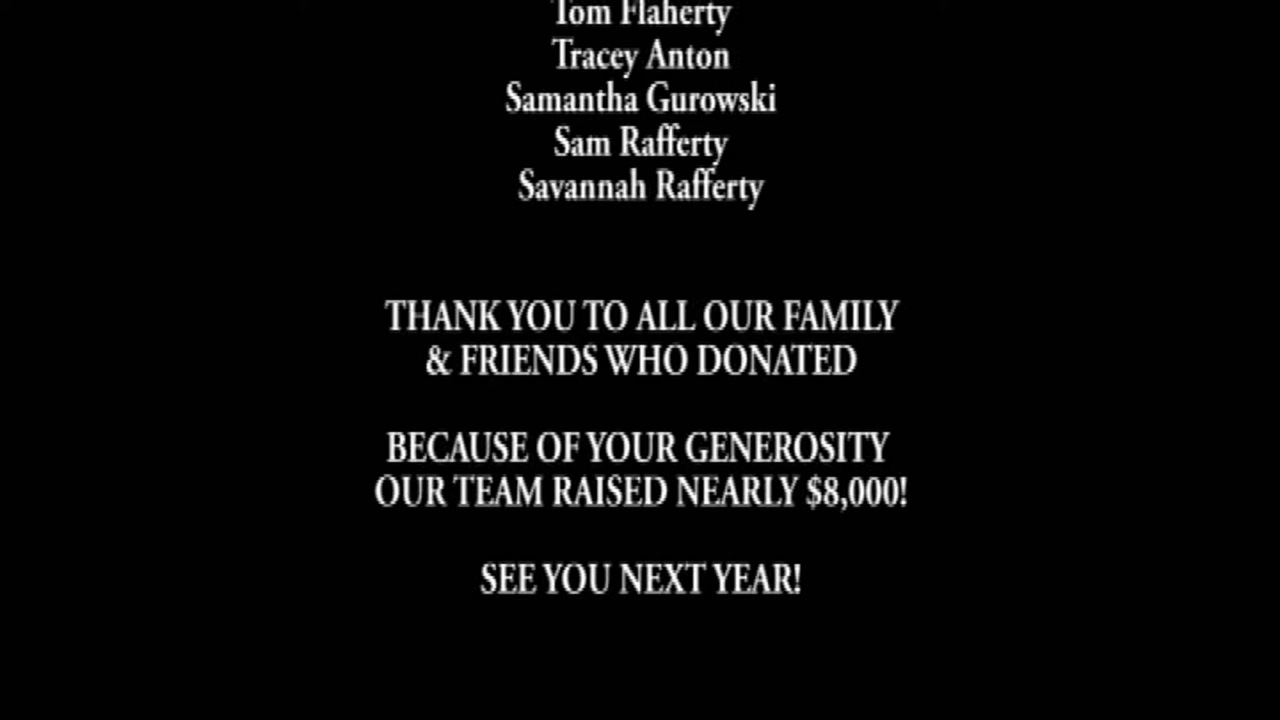 Tom Flaherty
Tracey Anton
Samantha Gurowski
Sam Rafferty
Savannah Rafferty
THANK YOU TO ALL OUR FAMILY
& FRIENDS WHO DONATED
BECAUSE OF YOUR GENEROSITY
OUR TEAM RAISED NEARLY $8,000!
SEE YOU NEXT YEAR!